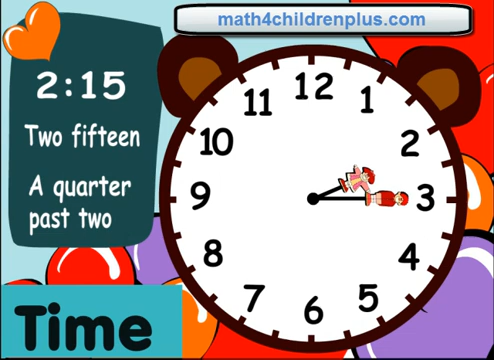 math4childrenplus.com
2:15
Two fifteen
A quarter
past two
12
1
2
3
4
5
6
7
8
9
10
11
Time